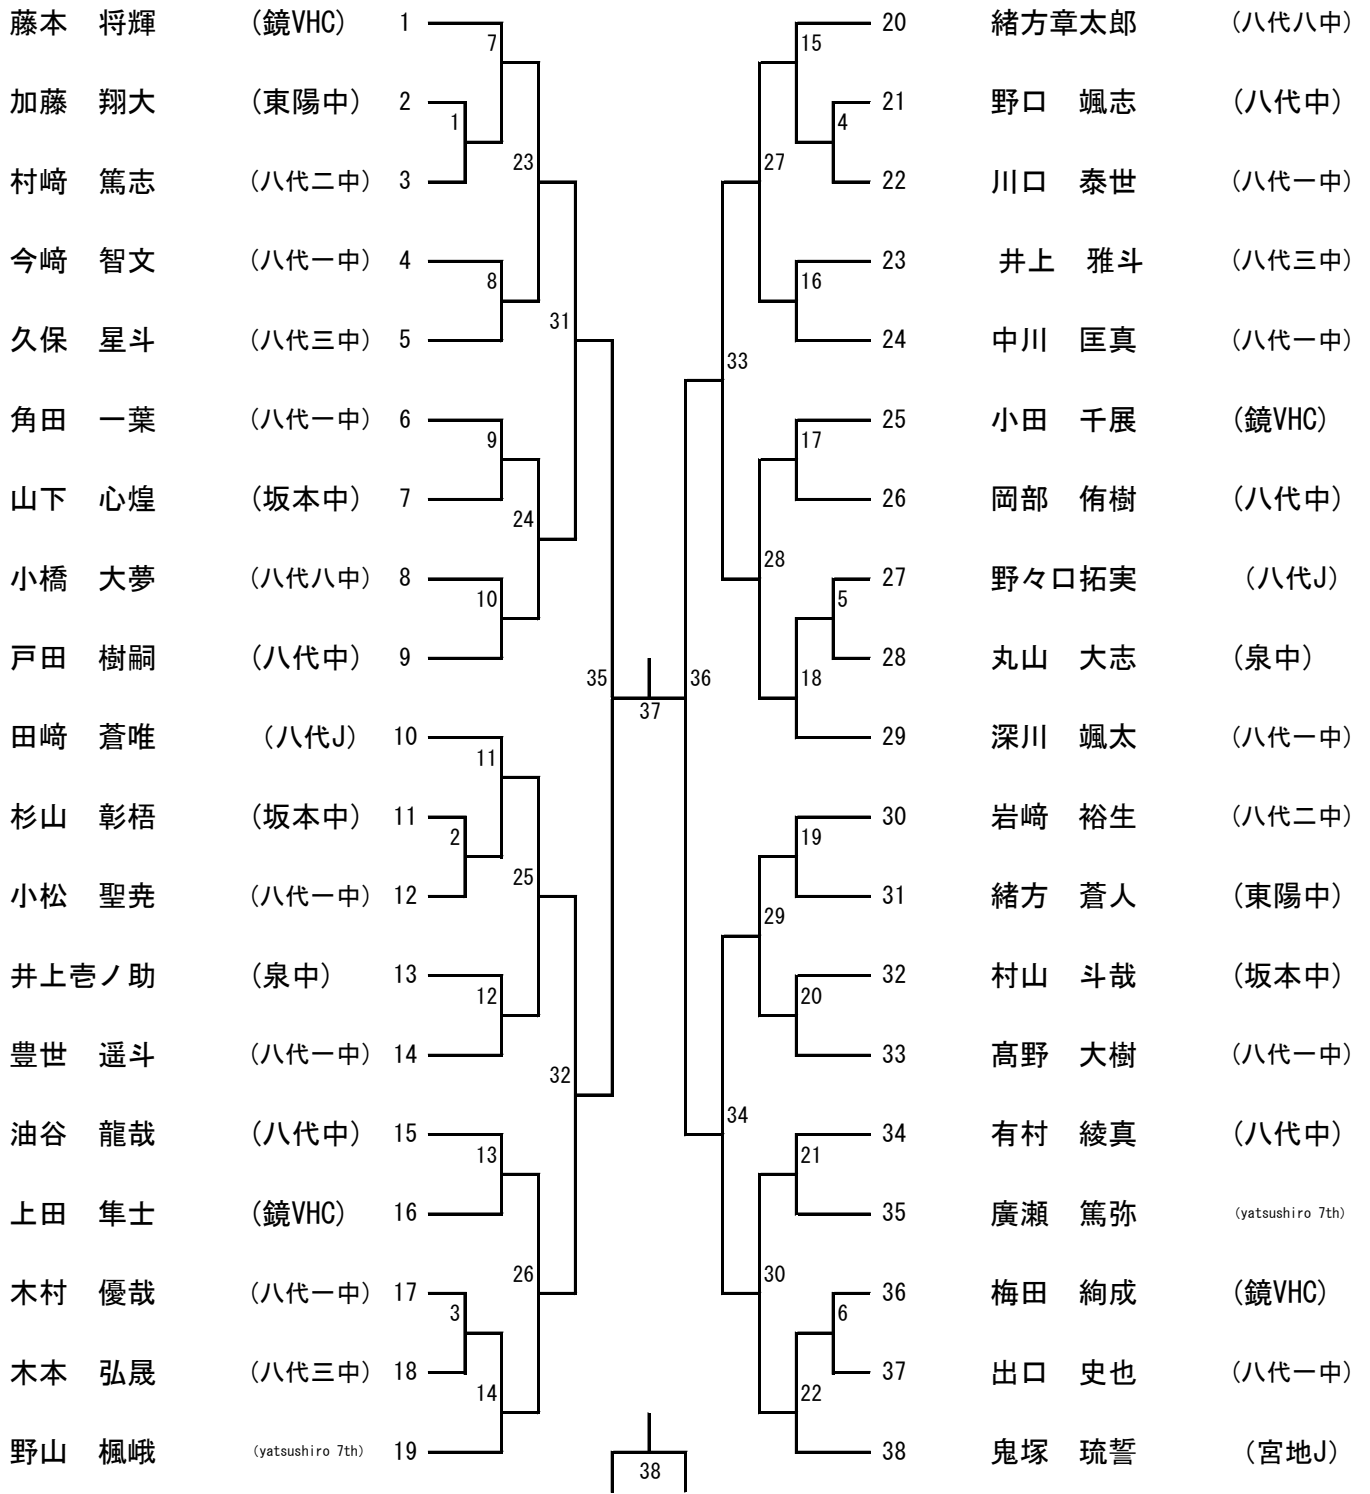 藤本　将輝 (鏡VHC) 1
7
加藤　翔大 (東陽中) 2
1
村﨑　篤志 (八代二中) 3
23
今﨑　智文 (八代一中) 4
8
久保　星斗 (八代三中) 5
31
角田　一葉 (八代一中) 6
9
山下　心煌 (坂本中) 7
24
小橋　大夢 (八代八中) 8
10
戸田　樹嗣 (八代中) 9
35
田﨑　蒼唯 (八代J) 10
11
杉山　彰梧 (坂本中) 11
2
小松　聖尭 (八代一中) 12
25
井上壱ノ助 (泉中) 13
12
豊世　遥斗 (八代一中) 14
32
油谷　龍哉 (八代中) 15
13
上田　隼士 (鏡VHC) 16
26
木村　優哉 (八代一中) 17
3
木本　弘晟 (八代三中) 18
14
野山　楓峨 (yatsushiro 7th) 19
37
38
20 緒方章太郎 (八代八中)
15
21 野口　颯志 (八代中)
4
22 川口　泰世 (八代一中)
27
23 井上　雅斗 (八代三中)
16
24 中川　匡真 (八代一中)
33
25 小田　千展 (鏡VHC)
17
26 岡部　侑樹 (八代中)
28
27 野々口拓実 (八代J)
5
28 丸山　大志 (泉中)
18
36
29 深川　颯太 (八代一中)
30 岩﨑　裕生 (八代二中)
19
31 緒方　蒼人 (東陽中)
29
32 村山　斗哉 (坂本中)
20
33 髙野　大樹 (八代一中)
34
34 有村　綾真 (八代中)
21
35 廣瀬　篤弥 (yatsushiro 7th)
30
36 梅田　絢成 (鏡VHC)
6
37 出口　史也 (八代一中)
22
38 鬼塚　琉誓 (宮地J)